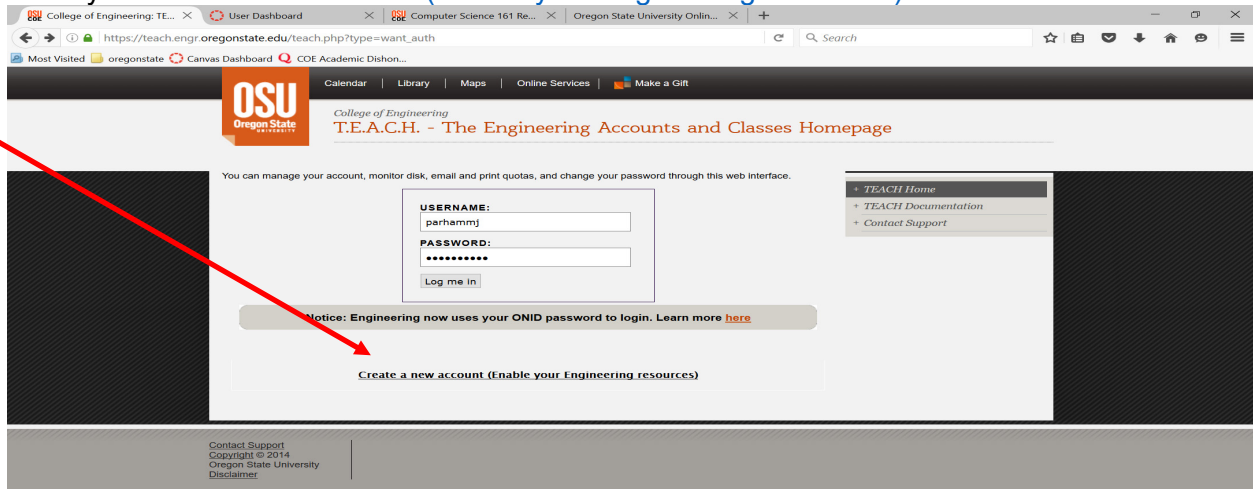 College of Engineering: TE...
User Dashboard
Computer Science 161 Re...
Oregon State University Onlin...
https://teach.engr.oregonstate.edu/teach.php?type=want_auth
Search
Most Visited
oregonstate
Canvas Dashboard
COE Academic Dishon...
Calendar | Library | Maps | Online Services | Make a Gift
OSU
Oregon State
UNIVERSITY
College of Engineering
T.E.A.C.H. - The Engineering Accounts and Classes Homepage
You can manage your account, monitor disk, email and print quotas, and change your password through this web interface.
USERNAME:
parhammj
PASSWORD:
••••••••••
Log me in
+ TEACH Home
+ TEACH Documentation
+ Contact Support
Notice: Engineering now uses your ONID password to login. Learn more here
Create a new account (Enable your Engineering resources)
Contact Support
Copyright © 2014
Oregon State University
Disclaimer